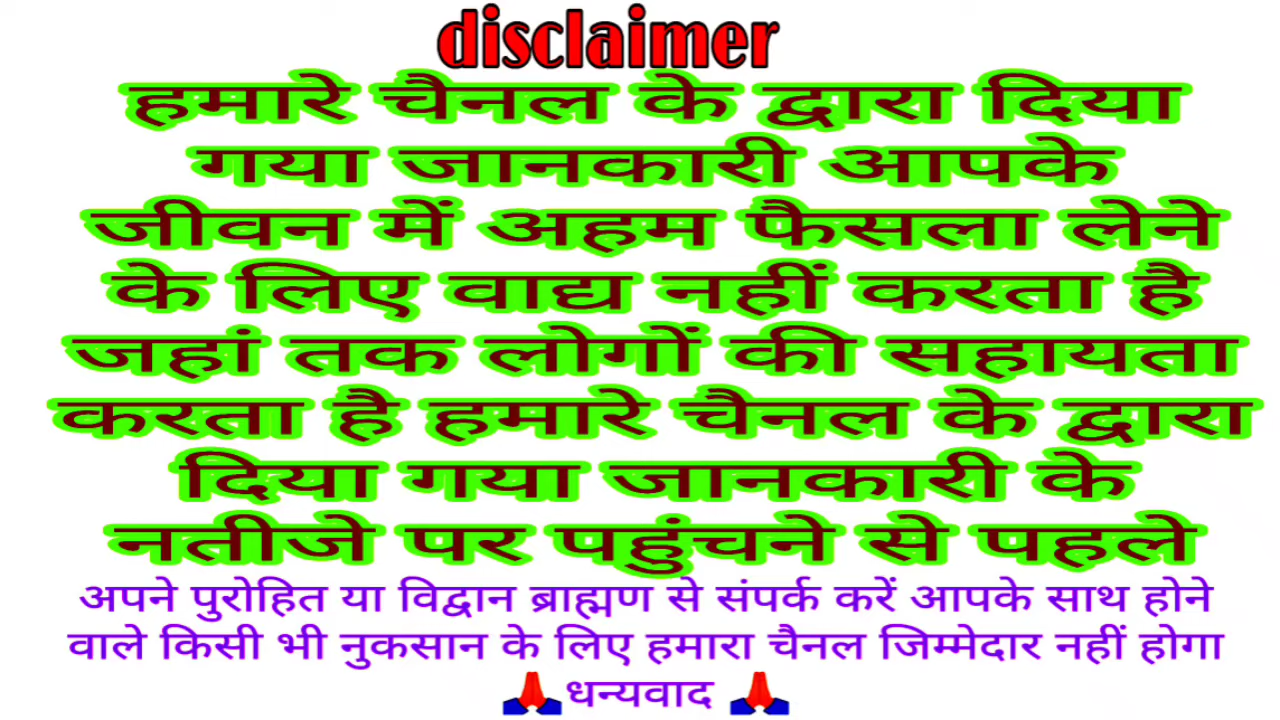 disclaimer
हमारे चैनल के द्वारा दिया
गया जानकारी आपके
जीवन में अहम फैसला लेने
के लिए वाद्य नहीं करता है
जहां तक लोगों की सहायता
करता है हमारे चैनल के द्वारा
दिया गया जानकारी के
नतीजे पर पहुंचने से पहले
अपने पुरोहित या विद्वान ब्राह्मण से संपर्क करें आपके साथ होने
वाले किसी भी नुकसान के लिए हमारा चैनल जिम्मेदार नहीं होगा
🙏धन्यवाद 🙏